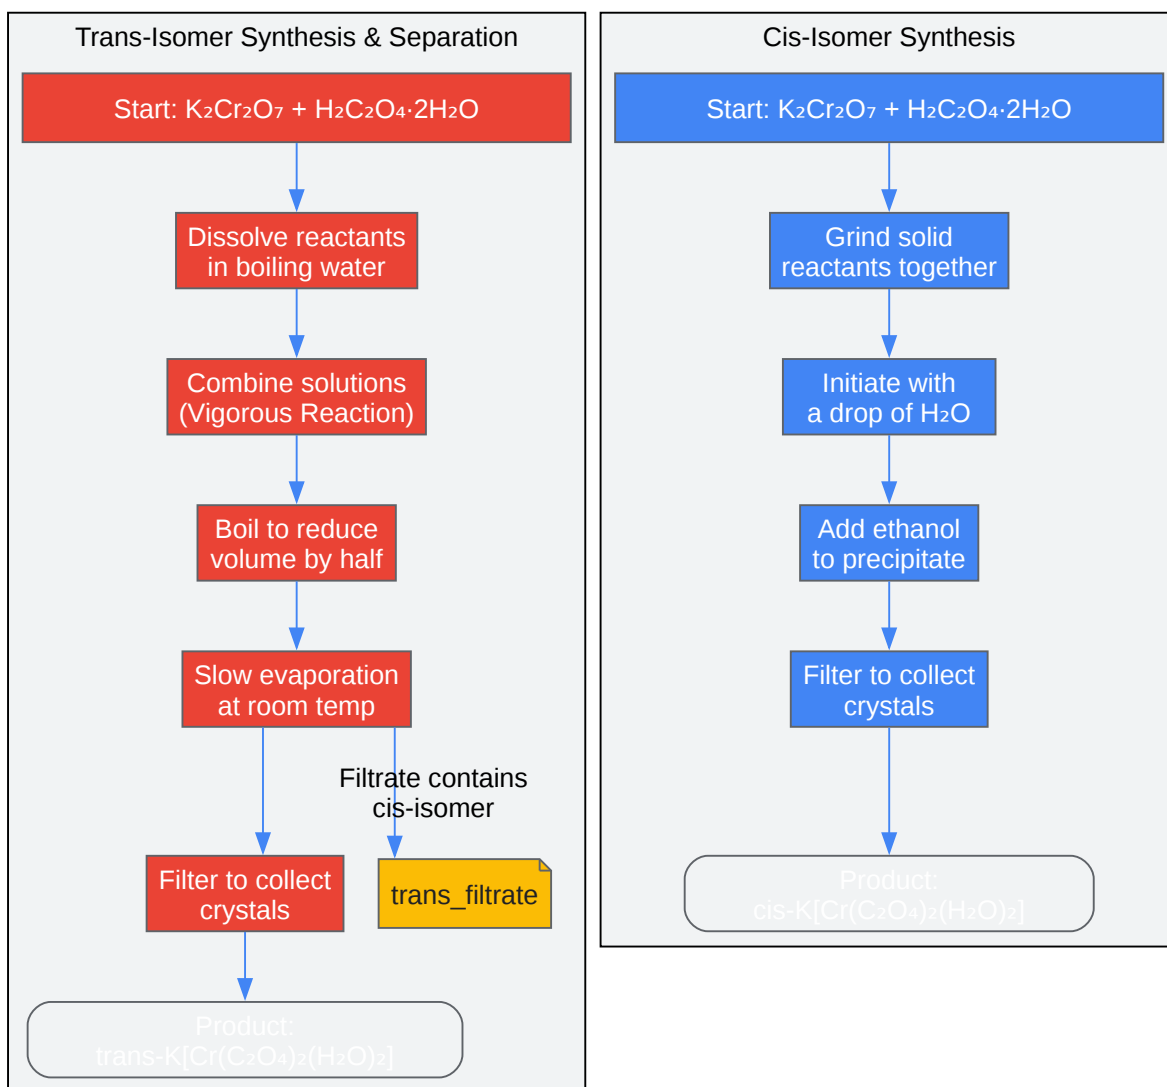 Trans-Isomer Synthesis & Separation
Start: K₂Cr₂O₇ + H₂C₂O₄·2H₂O
Dissolve reactants
in boiling water
Combine solutions
(Vigorous Reaction)
Boil to reduce
volume by half
Slow evaporation
at room temp
Filtrate contains
cis-isomer
Filter to collect
crystals
trans_filtrate
Product:
trans-K[Cr(C₂O₄)₂(H₂O)₂]
Cis-Isomer Synthesis
Start: K₂Cr₂O₇ + H₂C₂O₄·2H₂O
Grind solid
reactants together
Initiate with
a drop of H₂O
Add ethanol
to precipitate
Filter to collect
crystals
Product:
cis-K[Cr(C₂O₄)₂(H₂O)₂]